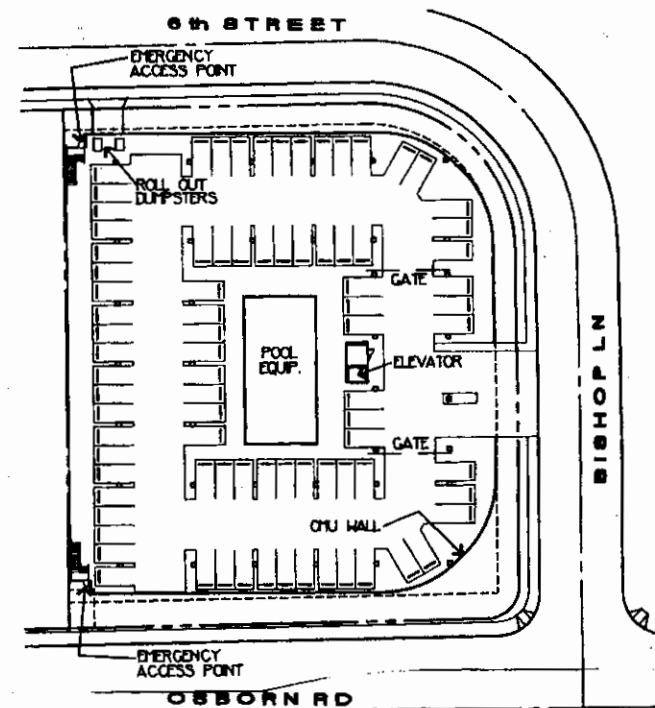 6th STREET
EMERGENCY
ACCESS POINT
ROLL OUT
DUMPSTERS
GATE
POOL
EQUIP.
ELEVATOR
BISHOP LN
GATE
CMU WALL
EMERGENCY
ACCESS POINT
OSBORN RD